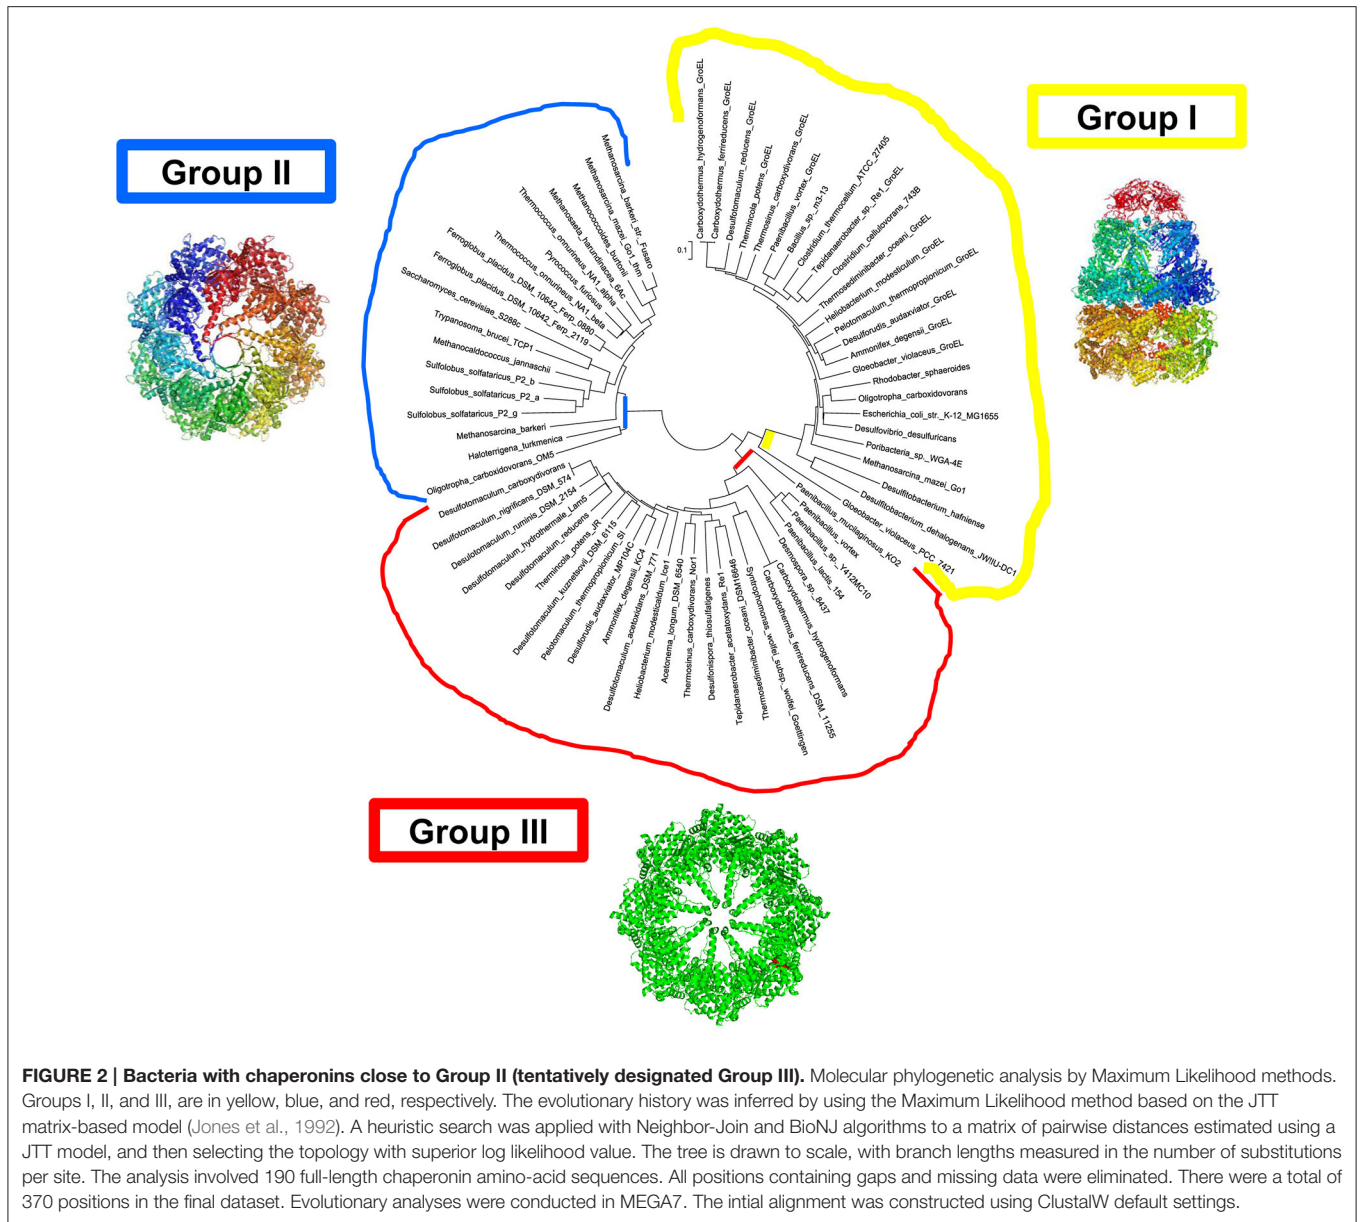 Group I
Group II
Group III
0.1
Carboxydothermus_hydrogenoformans_GroEL
Carboxydothermus_ferrireducens_GroEL
Desulfotomaculum_reducens_GroEL
Thermincola_potens_GroEL
Thermosinus_carboxydivorans_GroEL
Paenibacillus_vortex_GroEL
Bacillus_sp._m3-13
Clostridium_thermocellum_ATCC_27405
Tepidanaerobacter_sp._Re1_GroEL
Clostridium_cellulovorans_743B
Thermosediminibacter_oceani_GroEL
Heliobacterium_modesticulum_GroEL
Pelotomaculum_thermopropionicum_GroEL
Desulforudis_audaxviator_GroEL
Ammonifex_degensii_GroEL
Gloeobacter_violaceus_GroEL
Rhodobacter_sphaeroides
Oligotropha_carboxidovorans
Escherichia_coli_str._K-12_MG1655
Desulfovibrio_desulfuricans
Poribacteria_sp._WGA-4E
Methanosarcina_mazei_Go1
Desulfitobacterium_hafniense
Desulfitobacterium_dehalogenans_JWIIU-DC1
Gloeobacter_violaceus_PCC_7421
Paenibacillus_mucilaginosus_KO2
Paenibacillus_vortex
Paenibacillus_sp._Y412MC10
Paenibacillus_lactis_154
Desmospora_sp._8437
Carboxydothermus_hydrogenoformans
Carboxydothermus_ferrireducens_DSM_11255
Syntrophomonas_wolfei_subsp._wolfei_Goettingen
Thermosediminibacter_oceani_DSM16646
Tepidanaerobacter_acetatoxydans_Re1
Desulfonispora_thiosulfatigenes
Thermosinus_carboxydivorans_Nor1
Acetonema_longum_DSM_6540
Heliobacterium_modesticaldum_Ice1
Desulfotomaculum_acetoxidans_DSM_771
Ammonifex_degensii_KC4
Desulforudis_audaxviator_MP104C
Pelotomaculum_thermopropionicum_SI
Desulfotomaculum_kuznetsovii_DSM_6115
Thermincola_potens_JR
Desulfotomaculum_reducens
Desulfotomaculum_hydrothermale_Lam5
Desulotomaculum_ruminis_DSM_2154
Desulfotomaculum_nigrificans_DSM_574
Desulfotomaculum_carboxydivorans
Oligotropha_carboxidovorans_OM5
Haloterrigena_turkmenica
Methanosarcina_barkeri
Sulfolobus_solfataricus_P2_g
Sulfolobus_solfataricus_P2_a
Sulfolobus_solfataricus_P2_b
Methanocaldococcus_jannaschii
Trypanosoma_brucei_TCP1
Saccharomyces_cerevisiae_S288c
Ferroglobus_placidus_DSM_10642_Ferp_2119
Ferroglobus_placidus_DSM_10642_Ferp_0880
Thermococcus_onnurineus_NA1_beta
Pyrococcus_furiosus
Thermococcus_onnurineus_NA1_alpha
Methanosaeta_harundinacea_6Ac
Methanococcoides_burtonii
Methanosarcina_mazei_Go1_thm
Methanosarcina_barkeri_str._Fusaro
FIGURE 2 | Bacteria with chaperonins close to Group II (tentatively designated Group III). Molecular phylogenetic analysis by Maximum Likelihood methods.
Groups I, II, and III, are in yellow, blue, and red, respectively. The evolutionary history was inferred by using the Maximum Likelihood method based on the JTT
matrix-based model (Jones et al., 1992). A heuristic search was applied with Neighbor-Join and BioNJ algorithms to a matrix of pairwise distances estimated using a
JTT model, and then selecting the topology with superior log likelihood value. The tree is drawn to scale, with branch lengths measured in the number of substitutions
per site. The analysis involved 190 full-length chaperonin amino-acid sequences. All positions containing gaps and missing data were eliminated. There were a total of
370 positions in the final dataset. Evolutionary analyses were conducted in MEGA7. The intial alignment was constructed using ClustalW default settings.